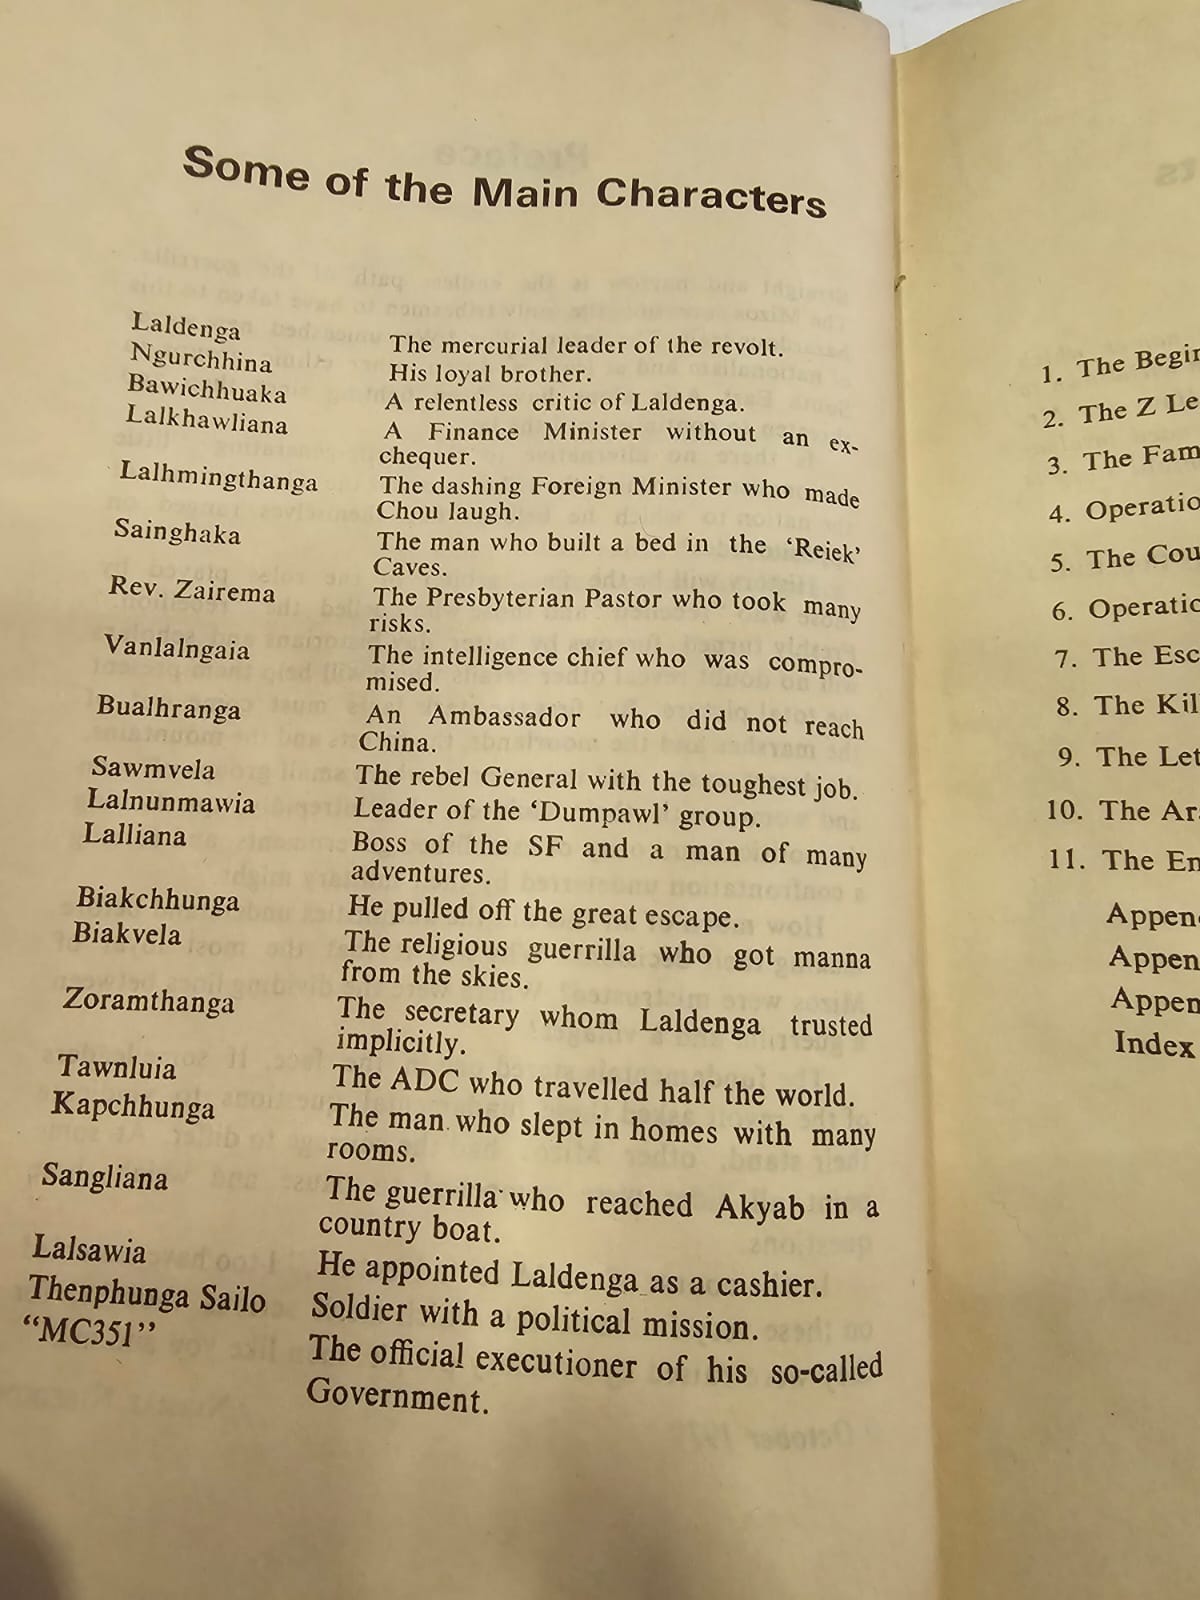 Some of the Main Characters
Laldenga The mercurial leader of the revolt.
Ngurchhina His loyal brother.
Bawichhuaka A relentless critic of Laldenga.
Lalkhawliana A Finance Minister without an ex-
chequer.
Lalhmingthanga The dashing Foreign Minister who made
Chou laugh.
Sainghaka The man who built a bed in the ‘Reiek’
Caves.
Rev. Zairema The Presbyterian Pastor who took many
risks.
Vanlalngaia The intelligence chief who was compro-
mised.
Bualhranga An Ambassador who did not reach
China.
Sawmvela The rebel General with the toughest job.
Lalnunmawia Leader of the ‘Dumpawl’ group.
Lalliana Boss of the SF and a man of many
adventures.
Biakchhunga He pulled off the great escape.
Biakvela The religious guerrilla who got manna
from the skies.
Zoramthanga The secretary whom Laldenga trusted
implicitly.
Tawnluia The ADC who travelled half the world.
Kapchhunga The man who slept in homes with many
rooms.
Sangliana The guerrilla who reached Akyab in a
country boat.
Lalsawia He appointed Laldenga as a cashier.
Thenphunga Sailo Soldier with a political mission.
“MC351” The official executioner of his so-called
Government.
1. The Begin
2. The Z Le
3. The Fam
4. Operatio
5. The Cou
6. Operatio
7. The Esc
8. The Kil
9. The Let
10. The Ar
11. The En
Appen
Appen
Appen
Index